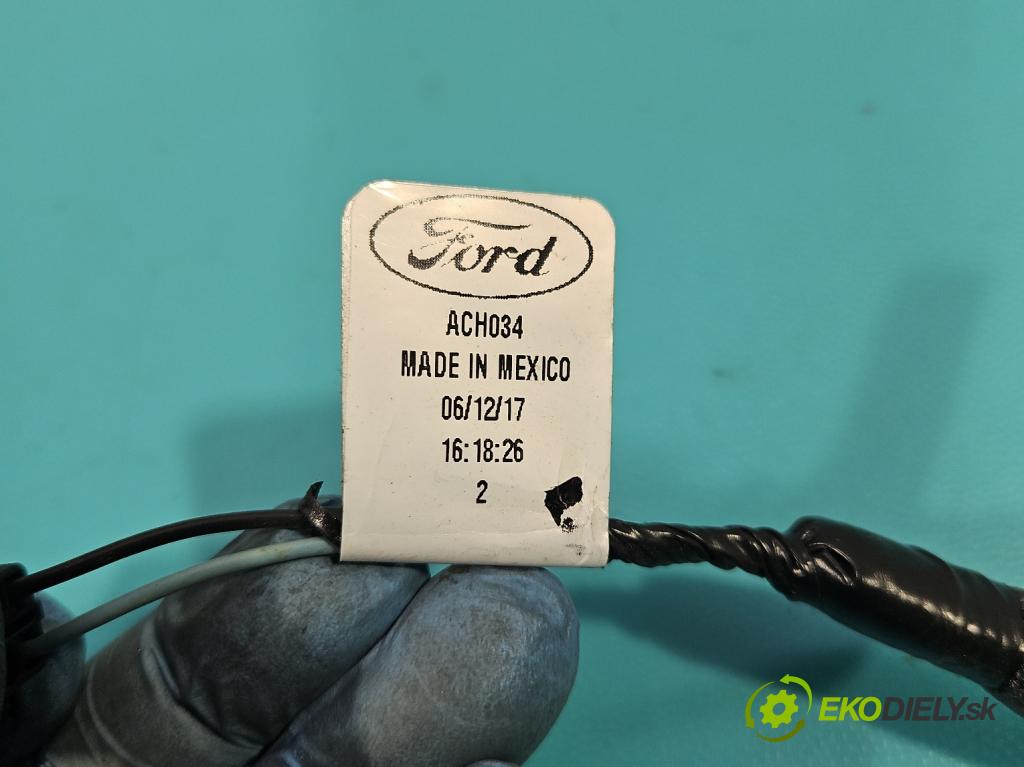 Ford
ACH034
MADE IN MEXICO
06/12/17
16:18:26
2
EKODIELY.sk